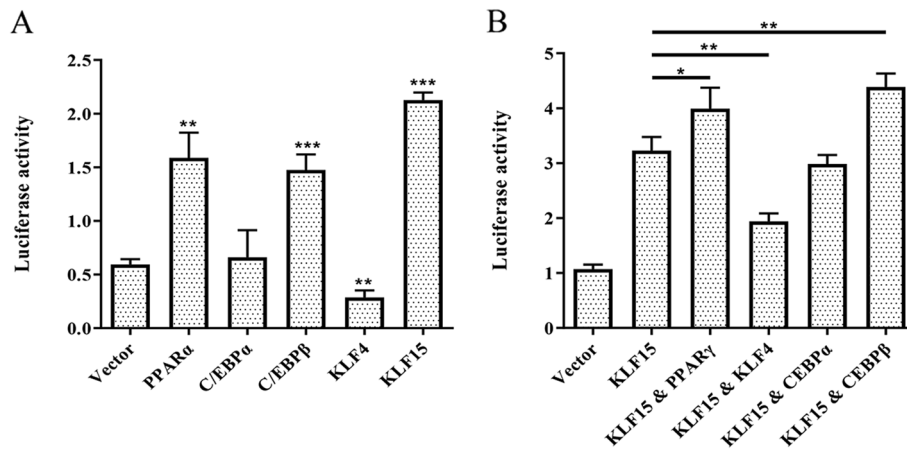 A
Luciferase activity
2.5
2.0
1.5
1.0
0.5
0.0
**
***
**
***
Vector
PPARα
C/EBPα
C/EBPβ
KLF4
KLF15
B
Luciferase activity
5
4
3
2
1
0
**
**
*
Vector
KLF15
KLF15 & PPARγ
KLF15 & KLF4
KLF15 & CEBPα
KLF15 & CEBPβ